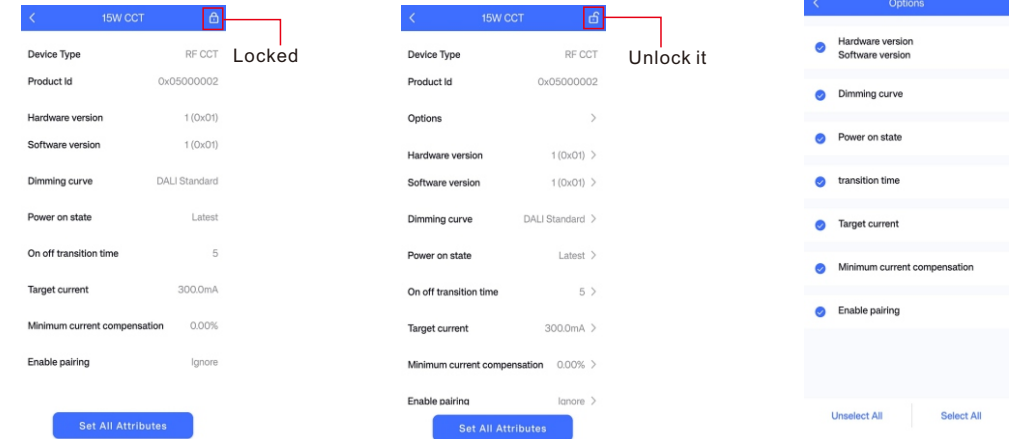 15W CCT
Device Type RF CCT
Product Id 0x05000002
Hardware version 1 (0x01)
Software version 1 (0x01)
Dimming curve DALI Standard
Power on state Latest
On off transition time 5
Target current 300.0mA
Minimum current compensation 0.00%
Enable pairing Ignore
Set All Attributes
Locked
15W CCT
Device Type RF CCT
Product Id 0x05000002
Options
Hardware version 1 (0x01)
Software version 1 (0x01)
Dimming curve DALI Standard
Power on state Latest
On off transition time 5
Target current 300.0mA
Minimum current compensation 0.00%
Enable pairing Ignore
Set All Attributes
Unlock it
Options
Hardware version
Software version
Dimming curve
Power on state
transition time
Target current
Minimum current compensation
Enable pairing
Unselect All Select All